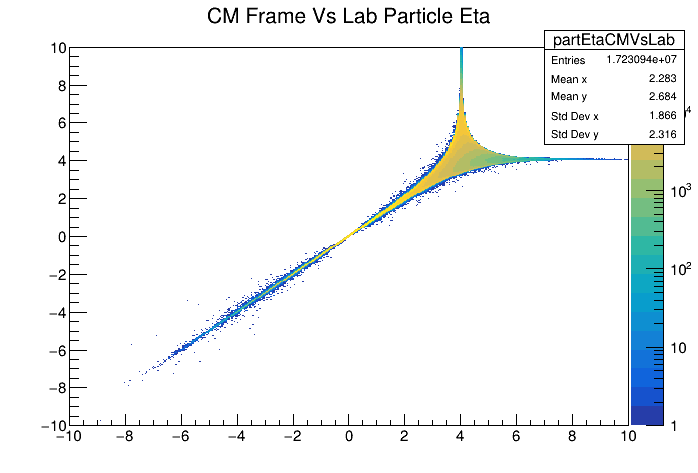 CM Frame Vs Lab Particle Eta
partEtaCMVsLab
Entries 1.723094e+07
Mean x 2.283
Mean y 2.684
Std Dev x 1.866
Std Dev y 2.316
10
8
6
4
2
0
−2
−4
−6
−8
−10
−10 −8 −6 −4 −2 0 2 4 6 8 10
4
10³
10²
10
1